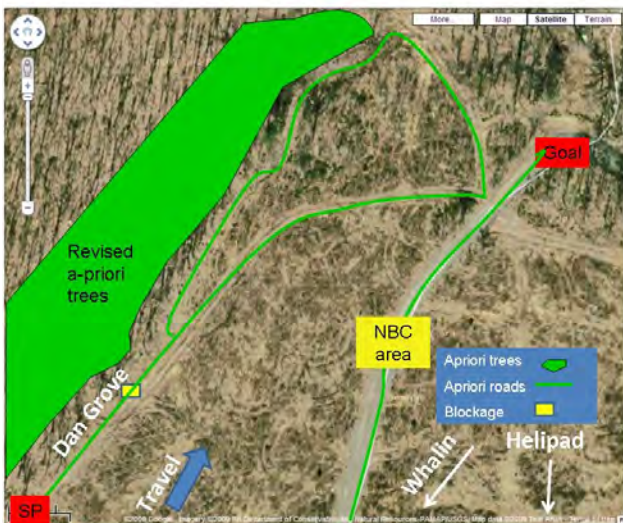 More..
Map
Satellite
Terrain
Goal
Revised
a-priori
trees
NBC
area
Apriori trees
Apriori roads
Blockage
Dan Grove
Travel
Whalin
Helipad
SP